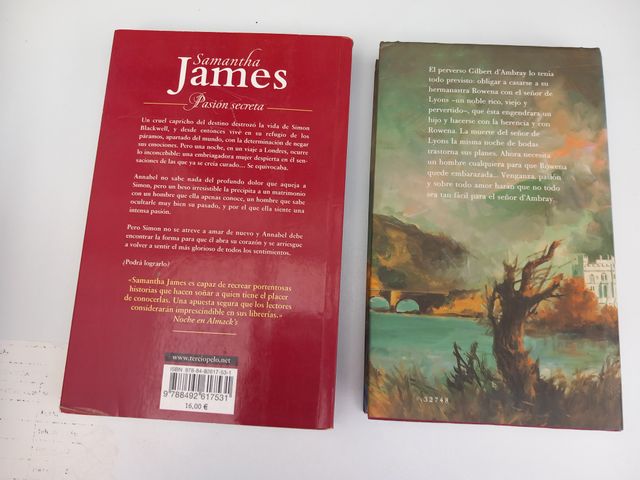 Samantha
James
Pasión secreta
Un cruel capricho del destino destrozó la vida de Simon
Blackwell, y desde entonces vive en su refugio de los
páramos, apartado del mundo, con la determinación de negar
sus emociones. Pero una noche, en un viaje a Londres, ocurre
lo inconcebible: una embriagadora mujer despierta en él sen-
saciones de las que ya se creía curado... Se equivocaba.
Annabel no sabe nada del profundo dolor que aqueja a
Simon, pero un beso irresistible la precipita a un matrimonio
con un hombre que ella apenas conoce, un hombre que sabe
ocultarle muy bien su pasado, y por el que ella siente una
intensa pasión.
Pero Simon no se atreve a amar de nuevo y Annabel debe
encontrar la forma para que él abra su corazón y se arriesgue
a volver a sentir el más glorioso de todos los sentimientos.
¿Podrá lograrlo?
«Samantha James es capaz de recrear portentosas
historias que hacen soñar a quien tiene el placer
de conocerlas. Una apuesta segura que los lectores
considerarán imprescindible en sus librerías.»
Noche en Almack's
www.terciopelo.net
ISBN 978-84-92617-53-1
9 788492 617531
16,00 €
El perverso Gilbert d'Ambray lo tenía
todo previsto: obligar a casarse a su
hermanastra Rowena con el señor de
Lyons –un noble rico, viejo y
pervertido–, que ésta engendrara un
hijo y hacerse con la herencia y con
Rowena. La muerte del señor de
Lyons la misma noche de bodas
trastorna sus planes. Ahora necesita
un hombre cualquiera para que Rowena
quede embarazada... Venganza, pasión
y sobre todo amor harán que no todo
sea tan fácil para el señor d'Ambray.
32748